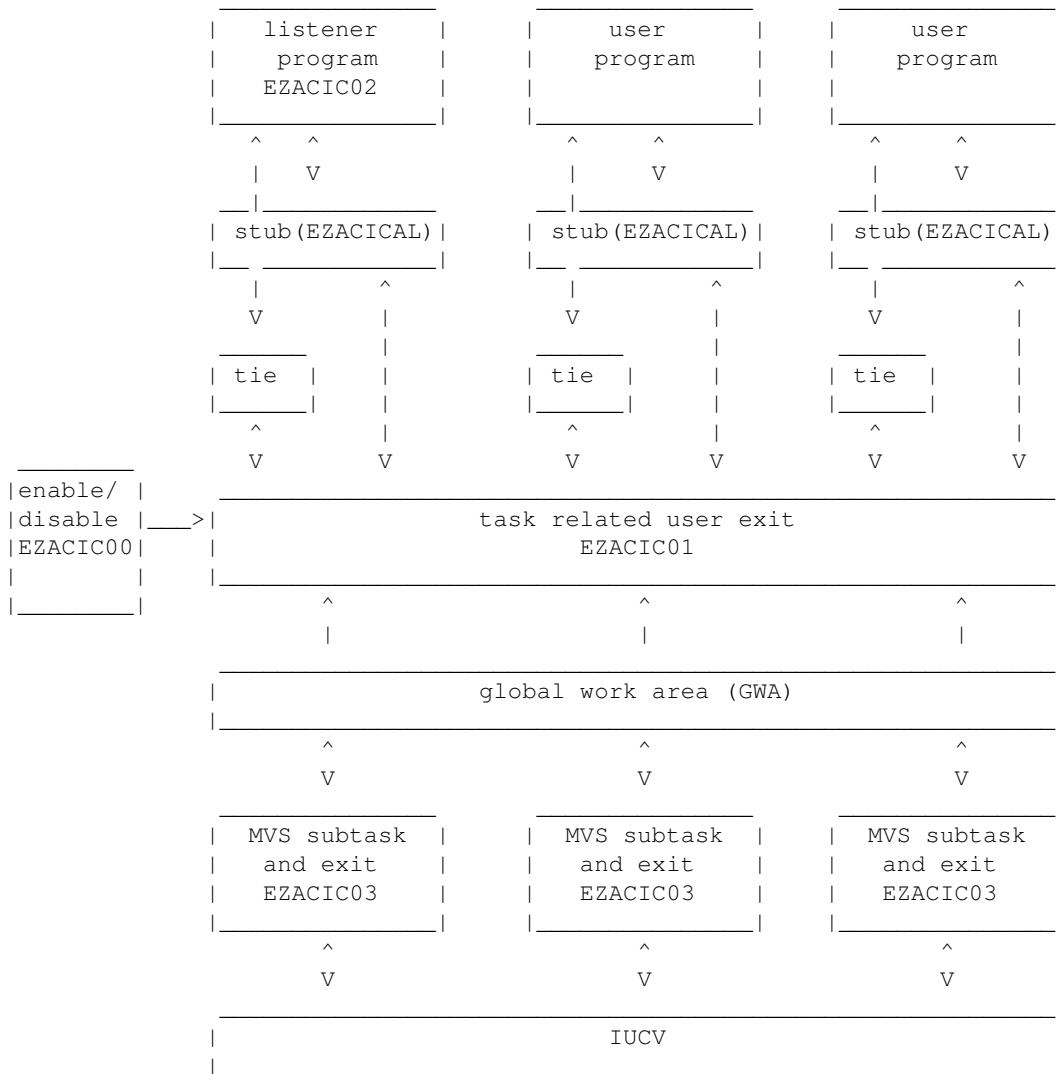 listener user user
program program program
EZACIC02
stub(EZACICAL) stub(EZACICAL) stub(EZACICAL)
tie tie tie
enable/
disable task related user exit
EZACIC00 EZACIC01
global work area (GWA)
MVS subtask MVS subtask MVS subtask
and exit and exit and exit
EZACIC03 EZACIC03 EZACIC03
IUCV